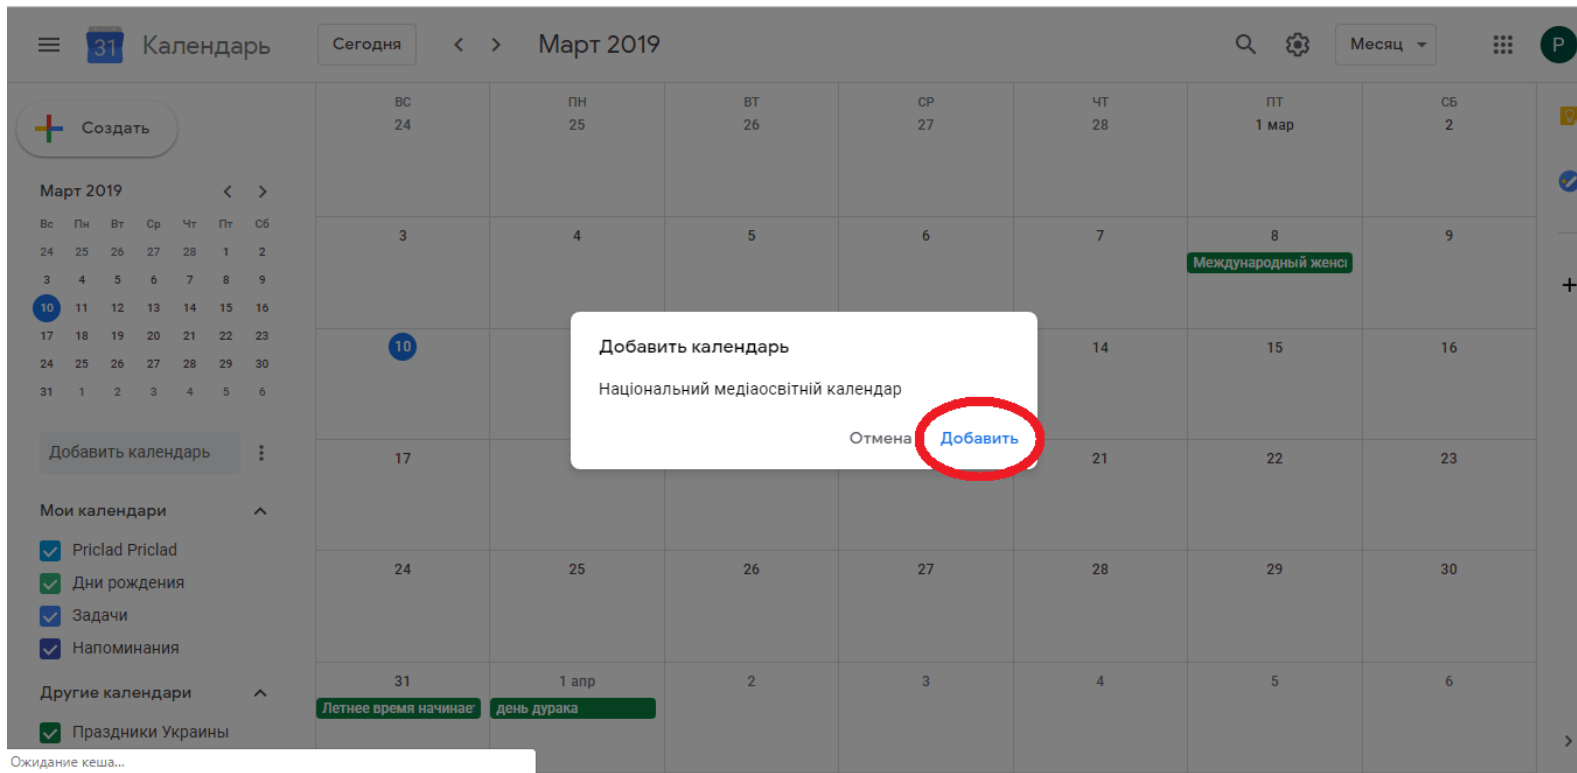 31 Календарь Сегодня Март 2019 Месяц P
Создать
Март 2019
Вс Пн Вт Ср Чт Пт Сб
24 25 26 27 28 1 2
3 4 5 6 7 8 9
10 11 12 13 14 15 16
17 18 19 20 21 22 23
24 25 26 27 28 29 30
31 1 2 3 4 5 6
Добавить календарь
Мои календари
Priclad Priclad
Дни рождения
Задачи
Напоминания
Другие календари
Праздники Украины
Ожидание кеша...
ВС ПН ВТ СР ЧТ ПТ СБ
24 25 26 27 28 1 мар 2
3 4 5 6 7 8 9
Международный женс
10 14 15 16
Добавить календарь
Національний медіаосвітній календар
Отмена Добавить
17 21 22 23
24 25 26 27 28 29 30
31 1 апр 2 3 4 5 6
Летнее время начинает день дурака